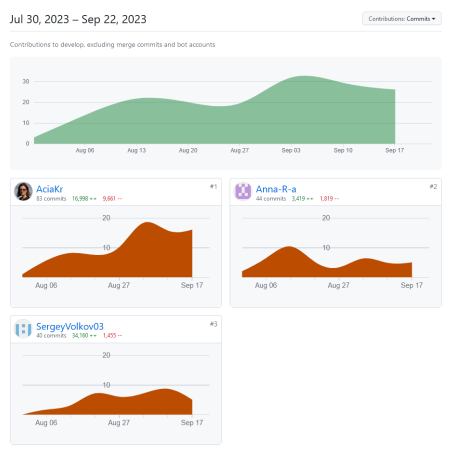 Jul 30, 2023 – Sep 22, 2023
Contributions: Commits
Contributions to develop, excluding merge commits and bot accounts
30
20
10
0
Aug 06 Aug 13 Aug 20 Aug 27 Sep 03 Sep 10 Sep 17
AciaKr #1
83 commits 16,998 ++ 9,661 --
20
10
Aug 06 Aug 27 Sep 17
Anna-R-a #2
44 commits 3,419 ++ 1,819 --
20
10
Aug 06 Aug 27 Sep 17
SergeyVolkov03 #3
40 commits 34,160 ++ 1,455 --
20
10
Aug 06 Aug 27 Sep 17